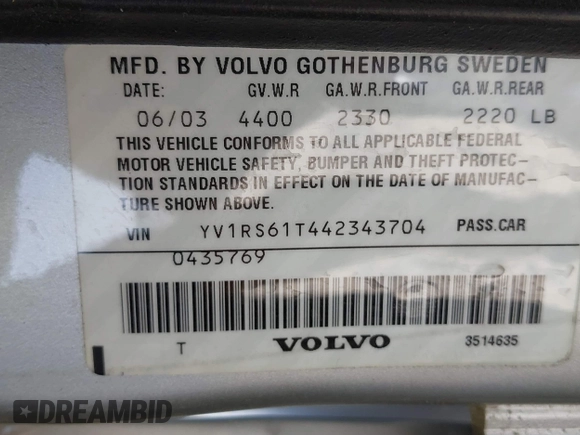 MFD. BY VOLVO GOTHENBURG SWEDEN
DATE: GV.W.R GA.W.R.FRONT GA.W.R.REAR
06/03 4400 2330 2220 LB
THIS VEHICLE CONFORMS TO ALL APPLICABLE FEDERAL
MOTOR VEHICLE SAFETY, BUMPER AND THEFT PROTEC-
TION STANDARDS IN EFFECT ON THE DATE OF MANUFAC-
TURE SHOWN ABOVE.
VIN YV1RS61T442343704 PASS.CAR
0435769
T VOLVO 3514635
DREAMBID